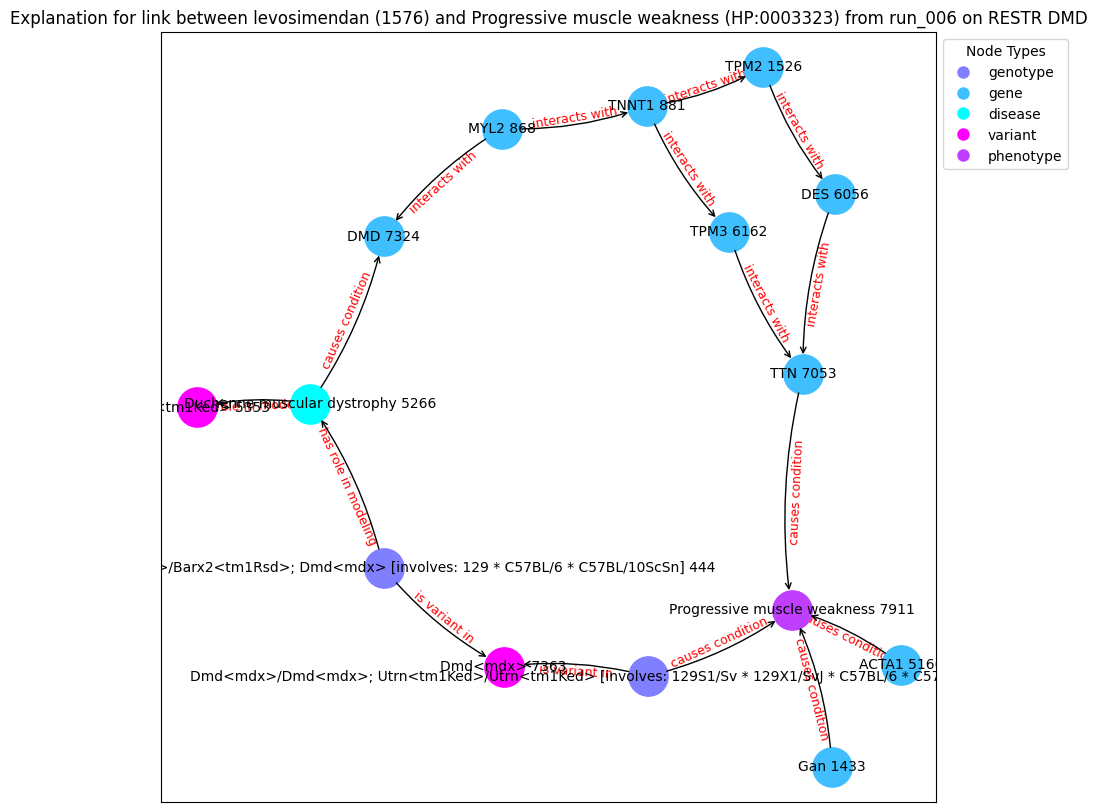 Explanation for link between levosimendan (1576) and Progressive muscle weakness (HP:0003323) from run_006 on RESTR DMD
Node Types
genotype
gene
disease
variant
phenotype
TPM2 1526
interacts with
TNNT1 881
interacts with
MYL2 868
interacts with
interacts with
interacts with
DES 6056
TPM3 6162
DMD 7324
interacts with
interacts with
causes condition
TTN 7053
Duchenne muscular dystrophy 5266
<tm1Ked> 5353
has role in modeling
causes condition
>/Barx2<tm1Rsd>; Dmd<mdx> [involves: 129 * C57BL/6 * C57BL/10ScSn] 444
is variant in
Progressive muscle weakness 7911
causes condition
causes condition
Dmd<mdx> 7363
is variant in
ACTA1 516
Dmd<mdx>/Dmd<mdx>; Utrn<tm1Ked>/Utrn<tm1Ked> [involves: 129S1/Sv * 129X1/SvJ * C57BL/6 * C57
causes condition
Gan 1433